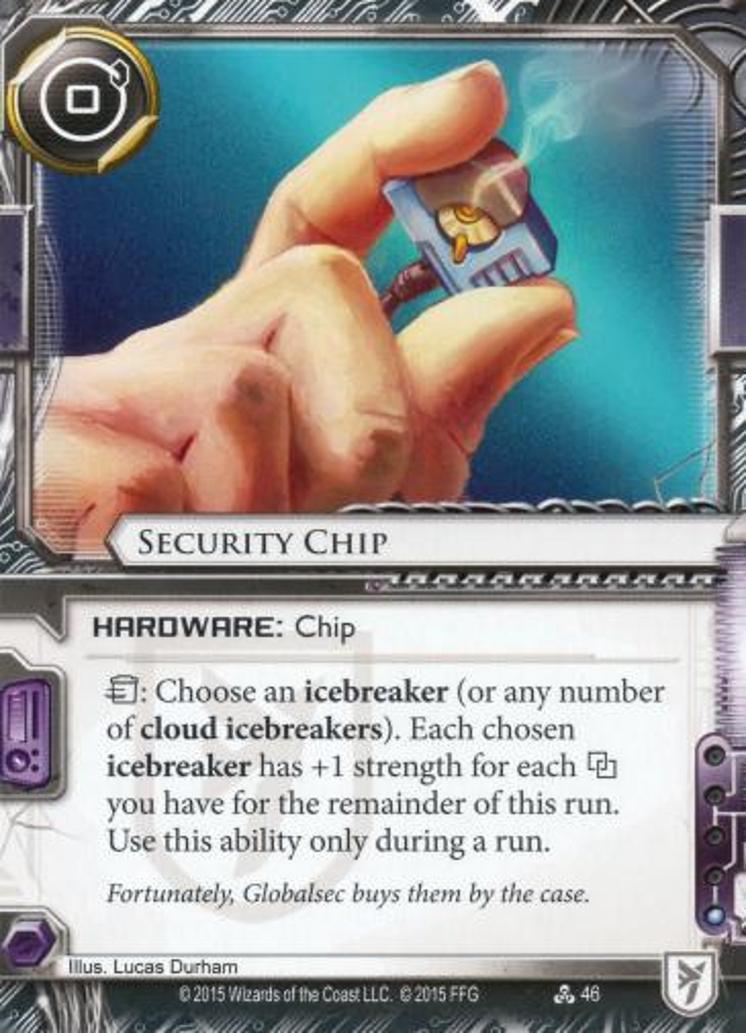 SECURITY CHIP
HARDWARE: Chip
: Choose an icebreaker (or any number
of cloud icebreakers). Each chosen
icebreaker has +1 strength for each
you have for the remainder of this run.
Use this ability only during a run.
Fortunately, Globalsec buys them by the case.
Illus. Lucas Durham
© 2015 Wizards of the Coast LLC. © 2015 FFG 46